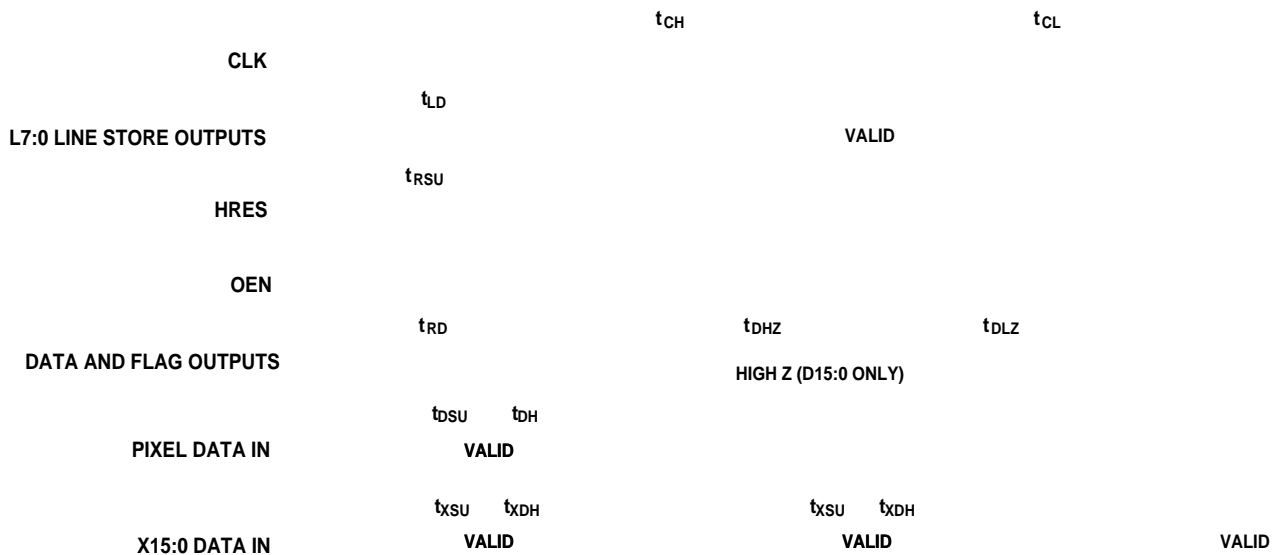 tCH tCL
CLK
tLD
L7:0 LINE STORE OUTPUTS VALID
tRSU
HRES
OEN
tRD tDHZ tDLZ
DATA AND FLAG OUTPUTS
HIGH Z (D15:0 ONLY)
tDSU tDH
PIXEL DATA IN VALID
tXSU tXDH tXSU tXDH
X15:0 DATA IN VALID VALID VALID